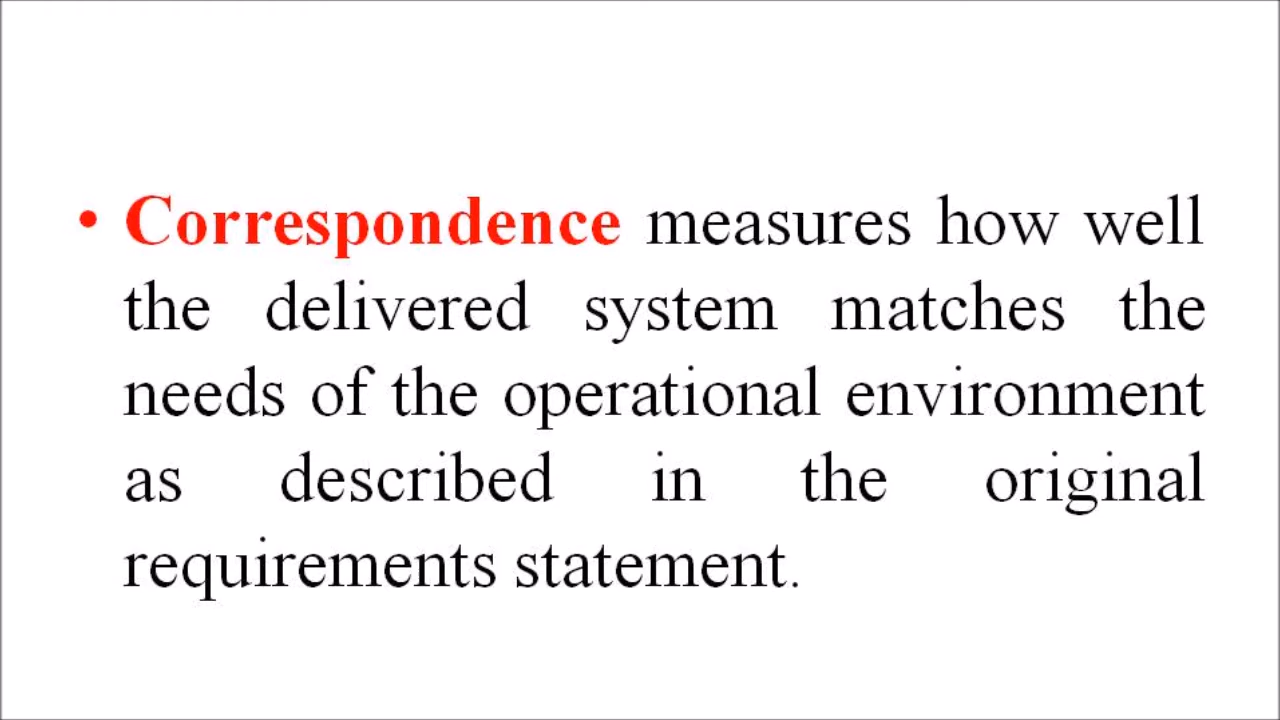 • Correspondence measures how well
the delivered system matches the
needs of the operational environment
as described in the original
requirements statement.